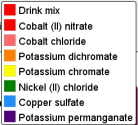 Drink mix
Cobalt (II) nitrate
Cobalt chloride
Potassium dichromate
Potassium chromate
Nickel (II) chloride
Copper sulfate
Potassium permanganate